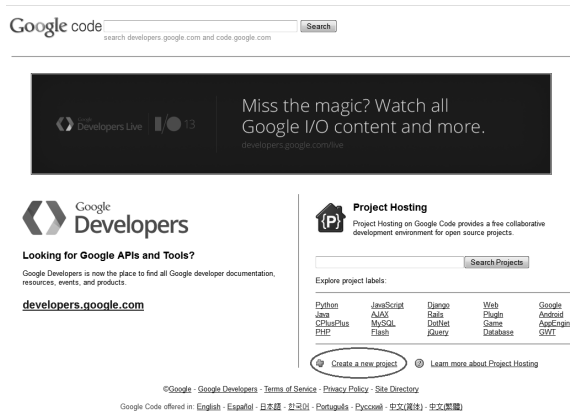 Google code
Search
search developers.google.com and code.google.com
Google Developers Live
I/O 13
Miss the magic? Watch all
Google I/O content and more.
developers.google.com/live
Google
Developers
Looking for Google APIs and Tools?
Google Developers is now the place to find all Google developer documentation,
resources, events, and products.
developers.google.com
{P}
Project Hosting
Project Hosting on Google Code provides a free collaborative
development environment for open source projects.
Search Projects
Explore project labels:
Python JavaScript Django Web Google
Java AJAX Rails Plugin Android
CPlusPlus MySQL DotNet Game AppEngin
PHP Flash jQuery Database GWT
Create a new project
Learn more about Project Hosting
©Google - Google Developers - Terms of Service - Privacy Policy - Site Directory
Google Code offered in: English - Español - 日本語 - 한국어 - Português - Русский - 中文(简体) - 中文(繁體)